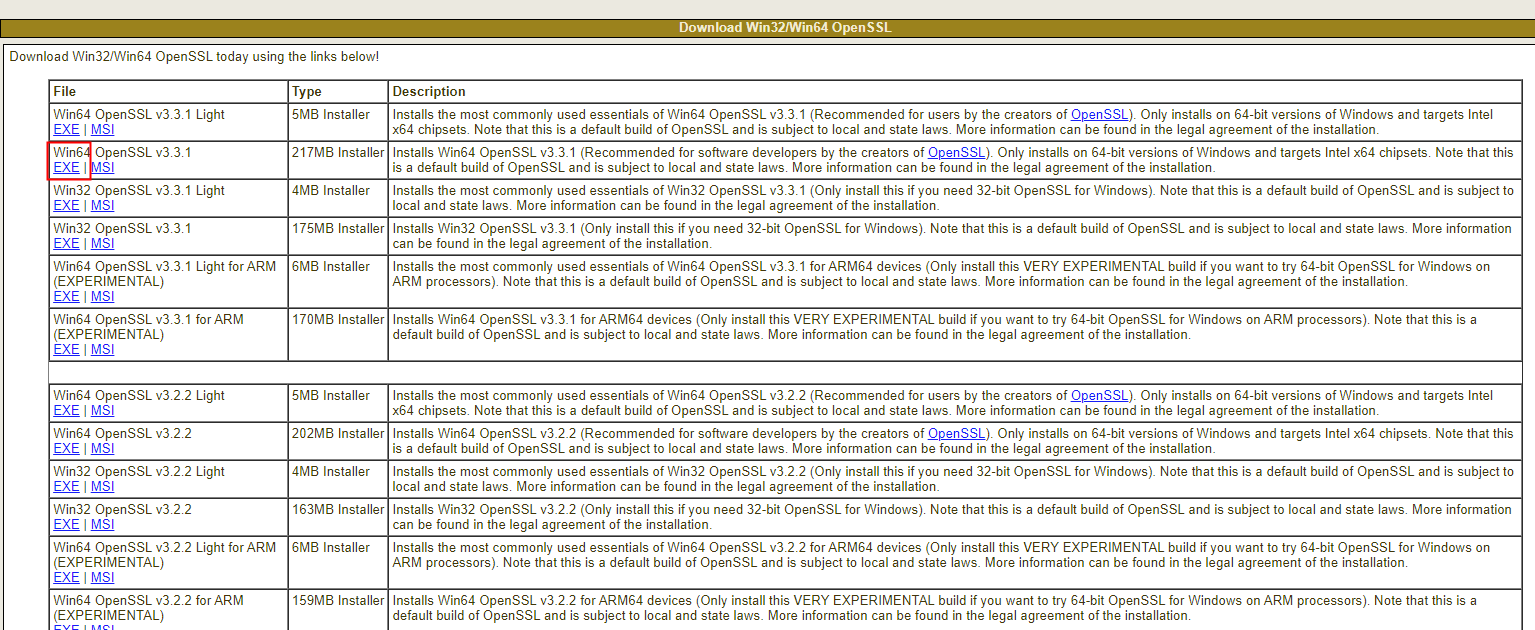 Download Win32/Win64 OpenSSL
Download Win32/Win64 OpenSSL today using the links below!
File Type Description
Win64 OpenSSL v3.3.1 Light
EXE | MSI
5MB Installer
Installs the most commonly used essentials of Win64 OpenSSL v3.3.1 (Recommended for users by the creators of OpenSSL). Only installs on 64-bit versions of Windows and targets Intel
x64 chipsets. Note that this is a default build of OpenSSL and is subject to local and state laws. More information can be found in the legal agreement of the installation.
Win64 OpenSSL v3.3.1
EXE | MSI
217MB Installer
Installs Win64 OpenSSL v3.3.1 (Recommended for software developers by the creators of OpenSSL). Only installs on 64-bit versions of Windows and targets Intel x64 chipsets. Note that this
is a default build of OpenSSL and is subject to local and state laws. More information can be found in the legal agreement of the installation.
Win32 OpenSSL v3.3.1 Light
EXE | MSI
4MB Installer
Installs the most commonly used essentials of Win32 OpenSSL v3.3.1 (Only install this if you need 32-bit OpenSSL for Windows). Note that this is a default build of OpenSSL and is subject to
local and state laws. More information can be found in the legal agreement of the installation.
Win32 OpenSSL v3.3.1
EXE | MSI
175MB Installer
Installs Win32 OpenSSL v3.3.1 (Only install this if you need 32-bit OpenSSL for Windows). Note that this is a default build of OpenSSL and is subject to local and state laws. More information
can be found in the legal agreement of the installation.
Win64 OpenSSL v3.3.1 Light for ARM
(EXPERIMENTAL)
EXE | MSI
6MB Installer
Installs the most commonly used essentials of Win64 OpenSSL v3.3.1 for ARM64 devices (Only install this VERY EXPERIMENTAL build if you want to try 64-bit OpenSSL for Windows on
ARM processors). Note that this is a default build of OpenSSL and is subject to local and state laws. More information can be found in the legal agreement of the installation.
Win64 OpenSSL v3.3.1 for ARM
(EXPERIMENTAL)
EXE | MSI
170MB Installer
Installs Win64 OpenSSL v3.3.1 for ARM64 devices (Only install this VERY EXPERIMENTAL build if you want to try 64-bit OpenSSL for Windows on ARM processors). Note that this is a
default build of OpenSSL and is subject to local and state laws. More information can be found in the legal agreement of the installation.
Win64 OpenSSL v3.2.2 Light
EXE | MSI
5MB Installer
Installs the most commonly used essentials of Win64 OpenSSL v3.2.2 (Recommended for users by the creators of OpenSSL). Only installs on 64-bit versions of Windows and targets Intel
x64 chipsets. Note that this is a default build of OpenSSL and is subject to local and state laws. More information can be found in the legal agreement of the installation.
Win64 OpenSSL v3.2.2
EXE | MSI
202MB Installer
Installs Win64 OpenSSL v3.2.2 (Recommended for software developers by the creators of OpenSSL). Only installs on 64-bit versions of Windows and targets Intel x64 chipsets. Note that this
is a default build of OpenSSL and is subject to local and state laws. More information can be found in the legal agreement of the installation.
Win32 OpenSSL v3.2.2 Light
EXE | MSI
4MB Installer
Installs the most commonly used essentials of Win32 OpenSSL v3.2.2 (Only install this if you need 32-bit OpenSSL for Windows). Note that this is a default build of OpenSSL and is subject to
local and state laws. More information can be found in the legal agreement of the installation.
Win32 OpenSSL v3.2.2
EXE | MSI
163MB Installer
Installs Win32 OpenSSL v3.2.2 (Only install this if you need 32-bit OpenSSL for Windows). Note that this is a default build of OpenSSL and is subject to local and state laws. More information
can be found in the legal agreement of the installation.
Win64 OpenSSL v3.2.2 Light for ARM
(EXPERIMENTAL)
EXE | MSI
6MB Installer
Installs the most commonly used essentials of Win64 OpenSSL v3.2.2 for ARM64 devices (Only install this VERY EXPERIMENTAL build if you want to try 64-bit OpenSSL for Windows on
ARM processors). Note that this is a default build of OpenSSL and is subject to local and state laws. More information can be found in the legal agreement of the installation.
Win64 OpenSSL v3.2.2 for ARM
(EXPERIMENTAL)
EXE | MSI
159MB Installer
Installs Win64 OpenSSL v3.2.2 for ARM64 devices (Only install this VERY EXPERIMENTAL build if you want to try 64-bit OpenSSL for Windows on ARM processors). Note that this is a
default build of OpenSSL and is subject to local and state laws. More information can be found in the legal agreement of the installation.